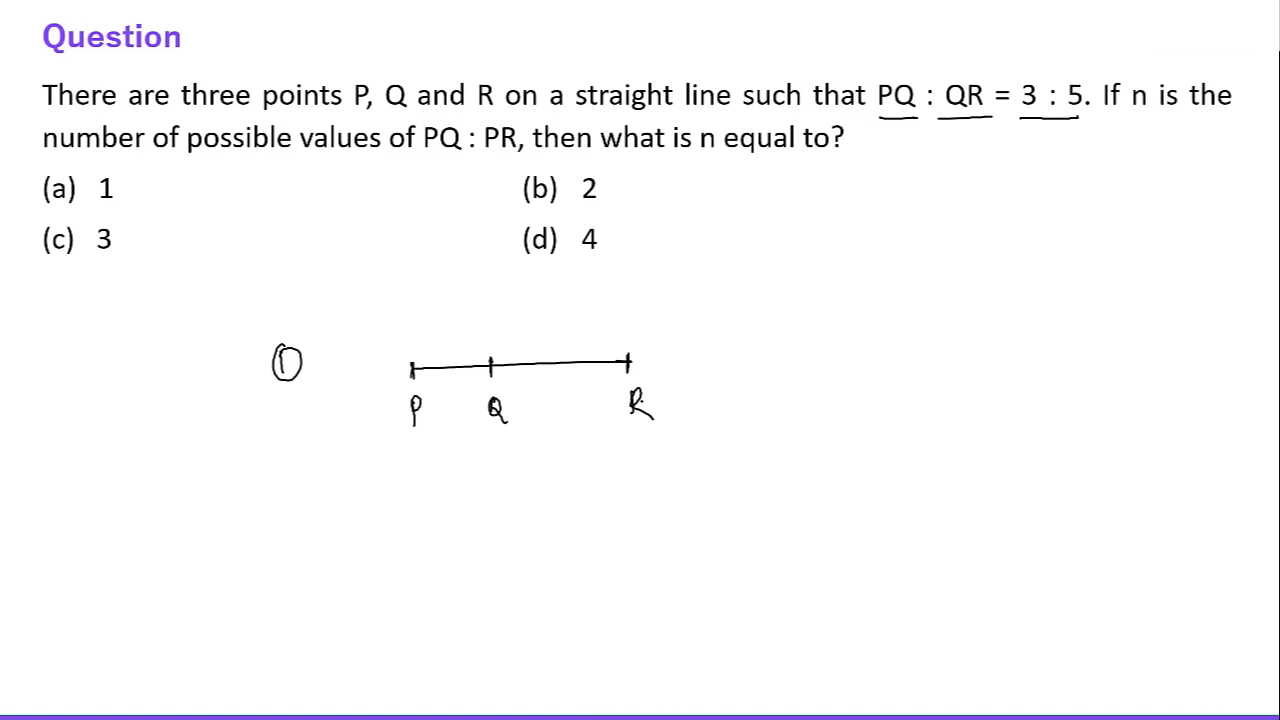 Question
There are three points P, Q and R on a straight line such that PQ : QR = 3 : 5. If n is the
number of possible values of PQ : PR, then what is n equal to?
(a) 1 (b) 2
(c) 3 (d) 4
①
P Q R